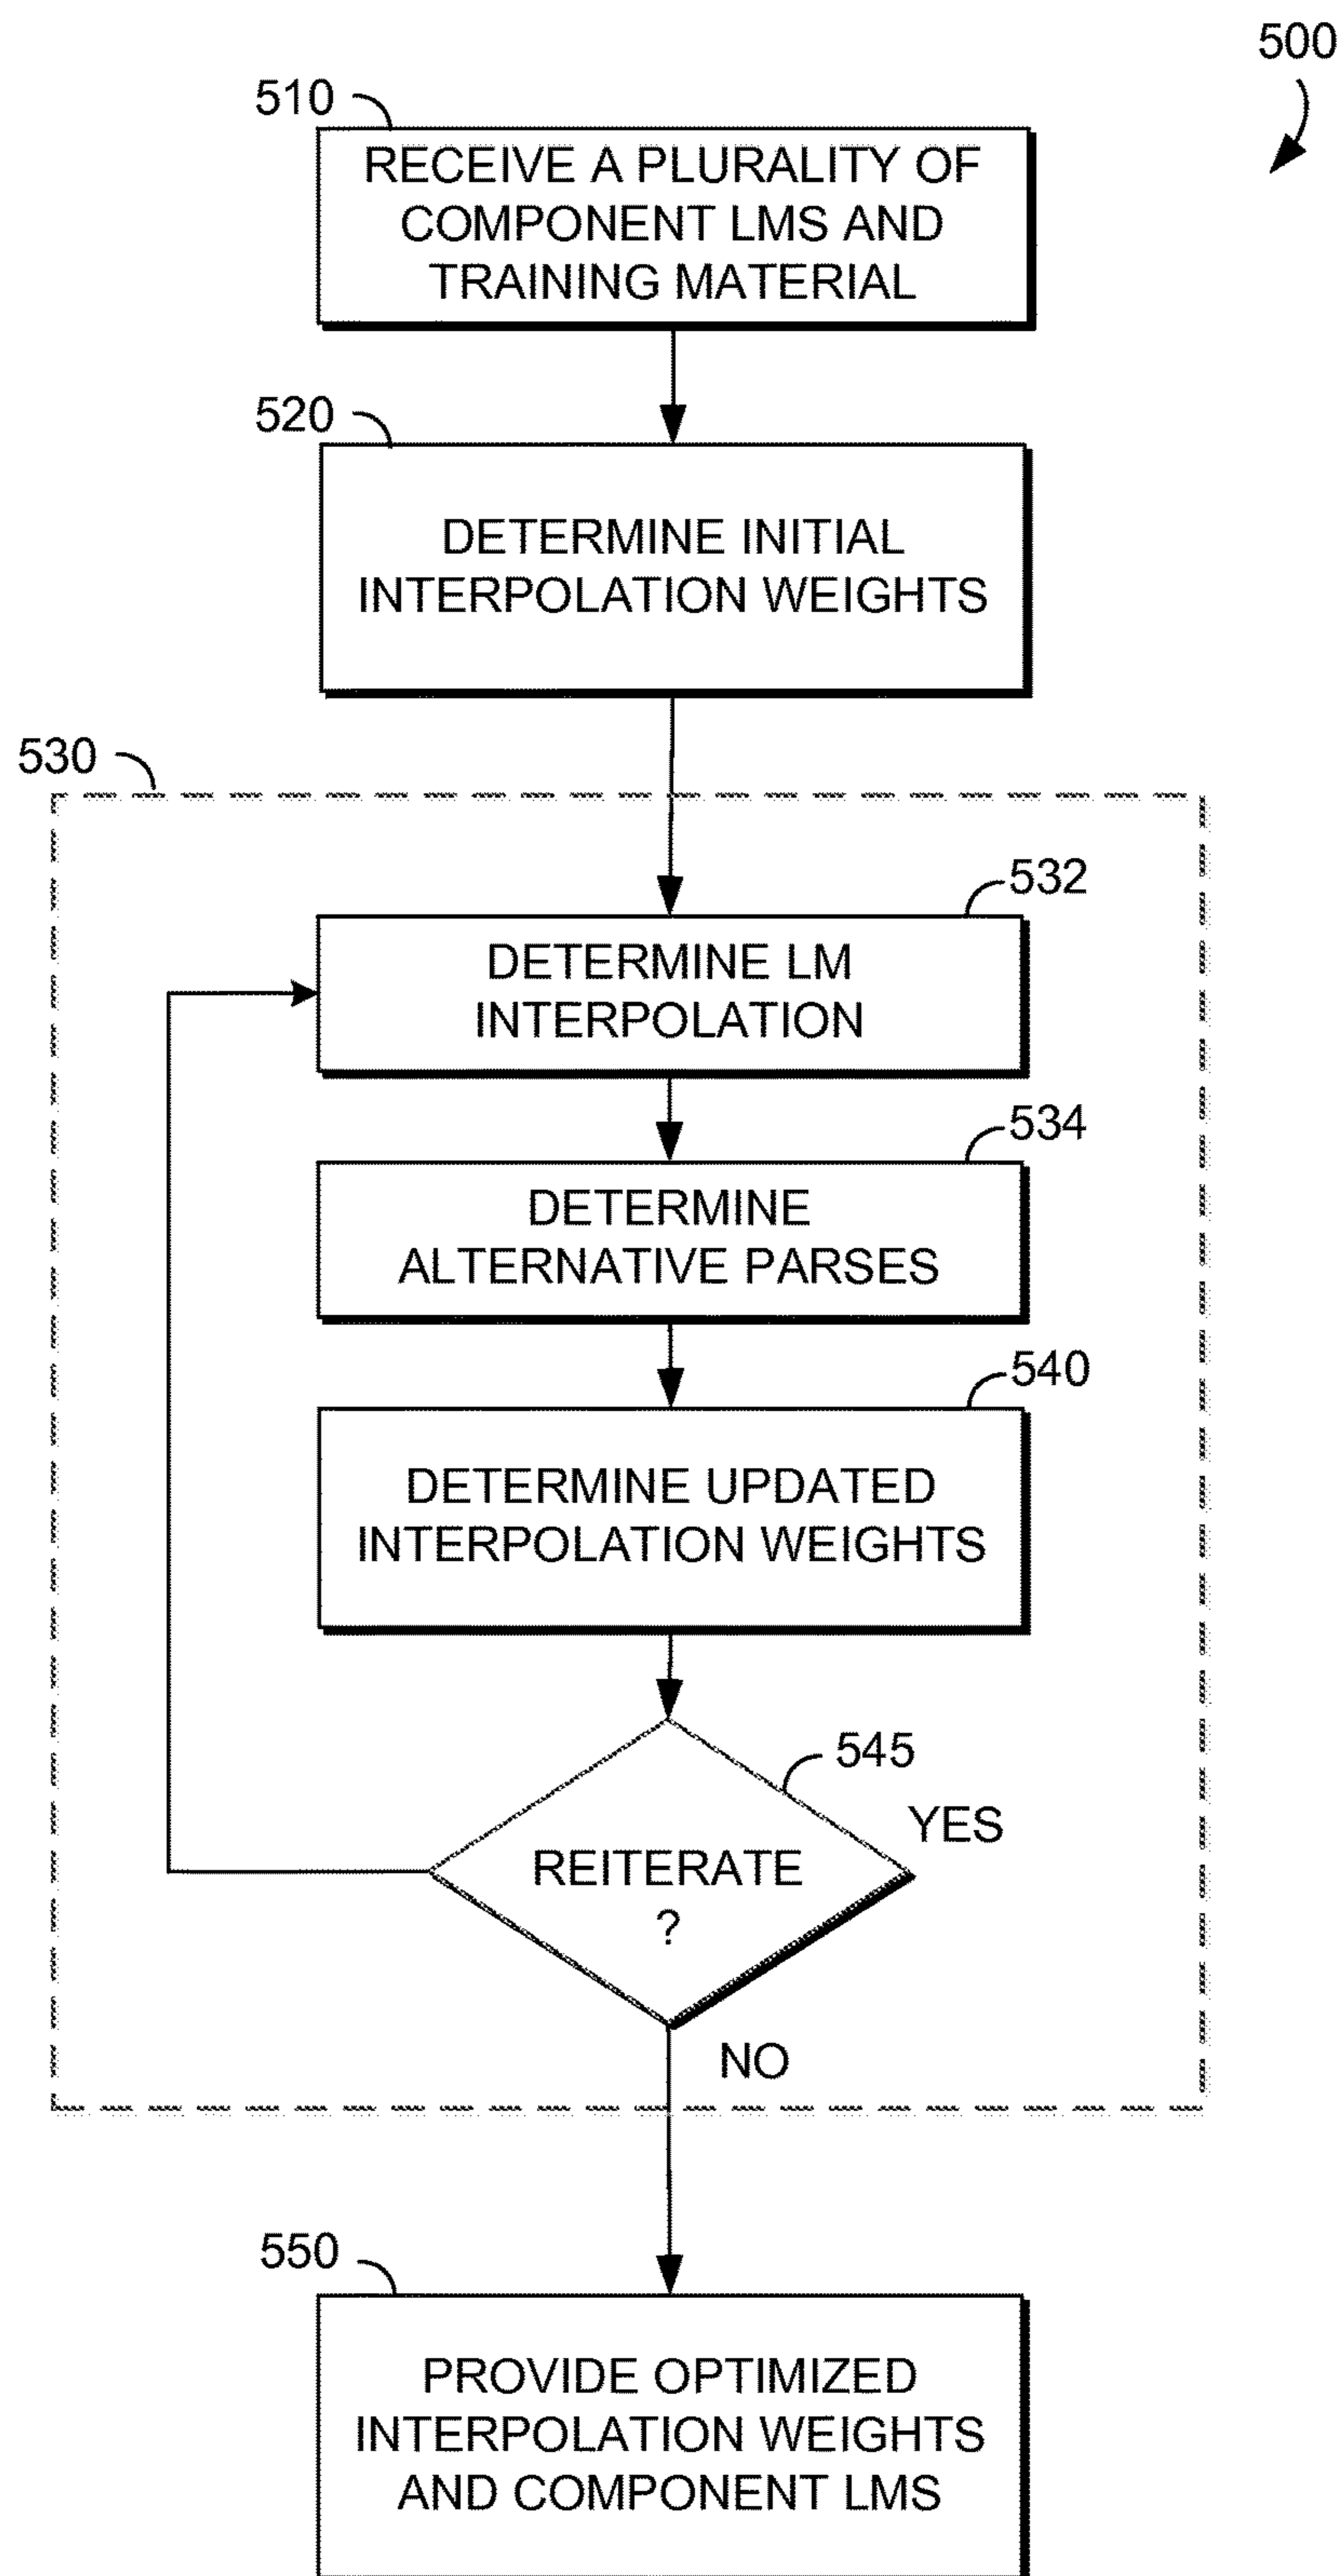 500
510
RECEIVE A PLURALITY OF
COMPONENT LMS AND
TRAINING MATERIAL
520
DETERMINE INITIAL
INTERPOLATION WEIGHTS
530
532
DETERMINE LM
INTERPOLATION
534
DETERMINE
ALTERNATIVE PARSES
540
DETERMINE UPDATED
INTERPOLATION WEIGHTS
545
YES
REITERATE
?
NO
550
PROVIDE OPTIMIZED
INTERPOLATION WEIGHTS
AND COMPONENT LMS